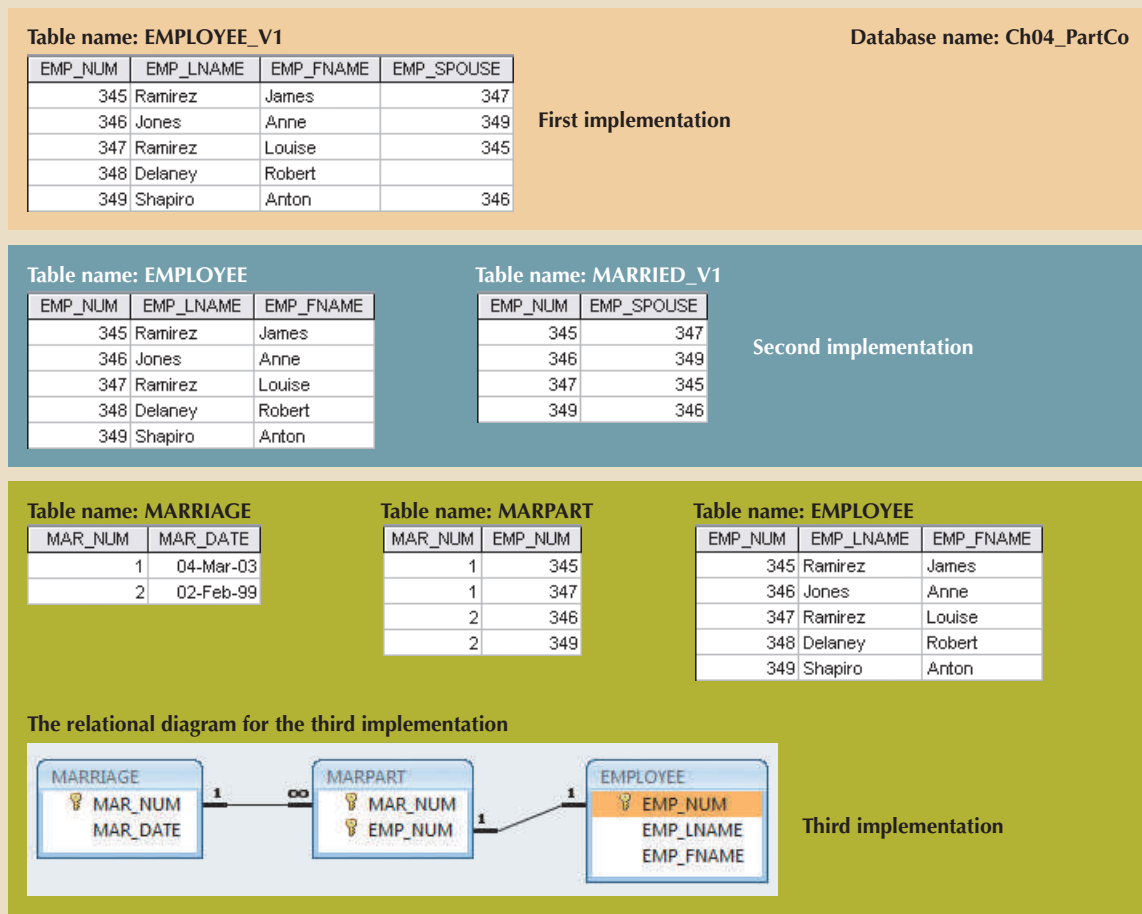 Table name: EMPLOYEE_V1
Database name: Ch04_PartCo
EMP_NUM EMP_LNAME EMP_FNAME EMP_SPOUSE
345 Ramirez James 347
346 Jones Anne 349
347 Ramirez Louise 345
348 Delaney Robert
349 Shapiro Anton 346
First implementation
Table name: EMPLOYEE
EMP_NUM EMP_LNAME EMP_FNAME
345 Ramirez James
346 Jones Anne
347 Ramirez Louise
348 Delaney Robert
349 Shapiro Anton
Table name: MARRIED_V1
EMP_NUM EMP_SPOUSE
345 347
346 349
347 345
349 346
Second implementation
Table name: MARRIAGE
MAR_NUM MAR_DATE
1 04-Mar-03
2 02-Feb-99
Table name: MARPART
MAR_NUM EMP_NUM
1 345
1 347
2 346
2 349
Table name: EMPLOYEE
EMP_NUM EMP_LNAME EMP_FNAME
345 Ramirez James
346 Jones Anne
347 Ramirez Louise
348 Delaney Robert
349 Shapiro Anton
The relational diagram for the third implementation
MARRIAGE
MAR_NUM
MAR_DATE
1 ∞
MARPART
MAR_NUM
EMP_NUM
1 1
EMPLOYEE
EMP_NUM
EMP_LNAME
EMP_FNAME
Third implementation